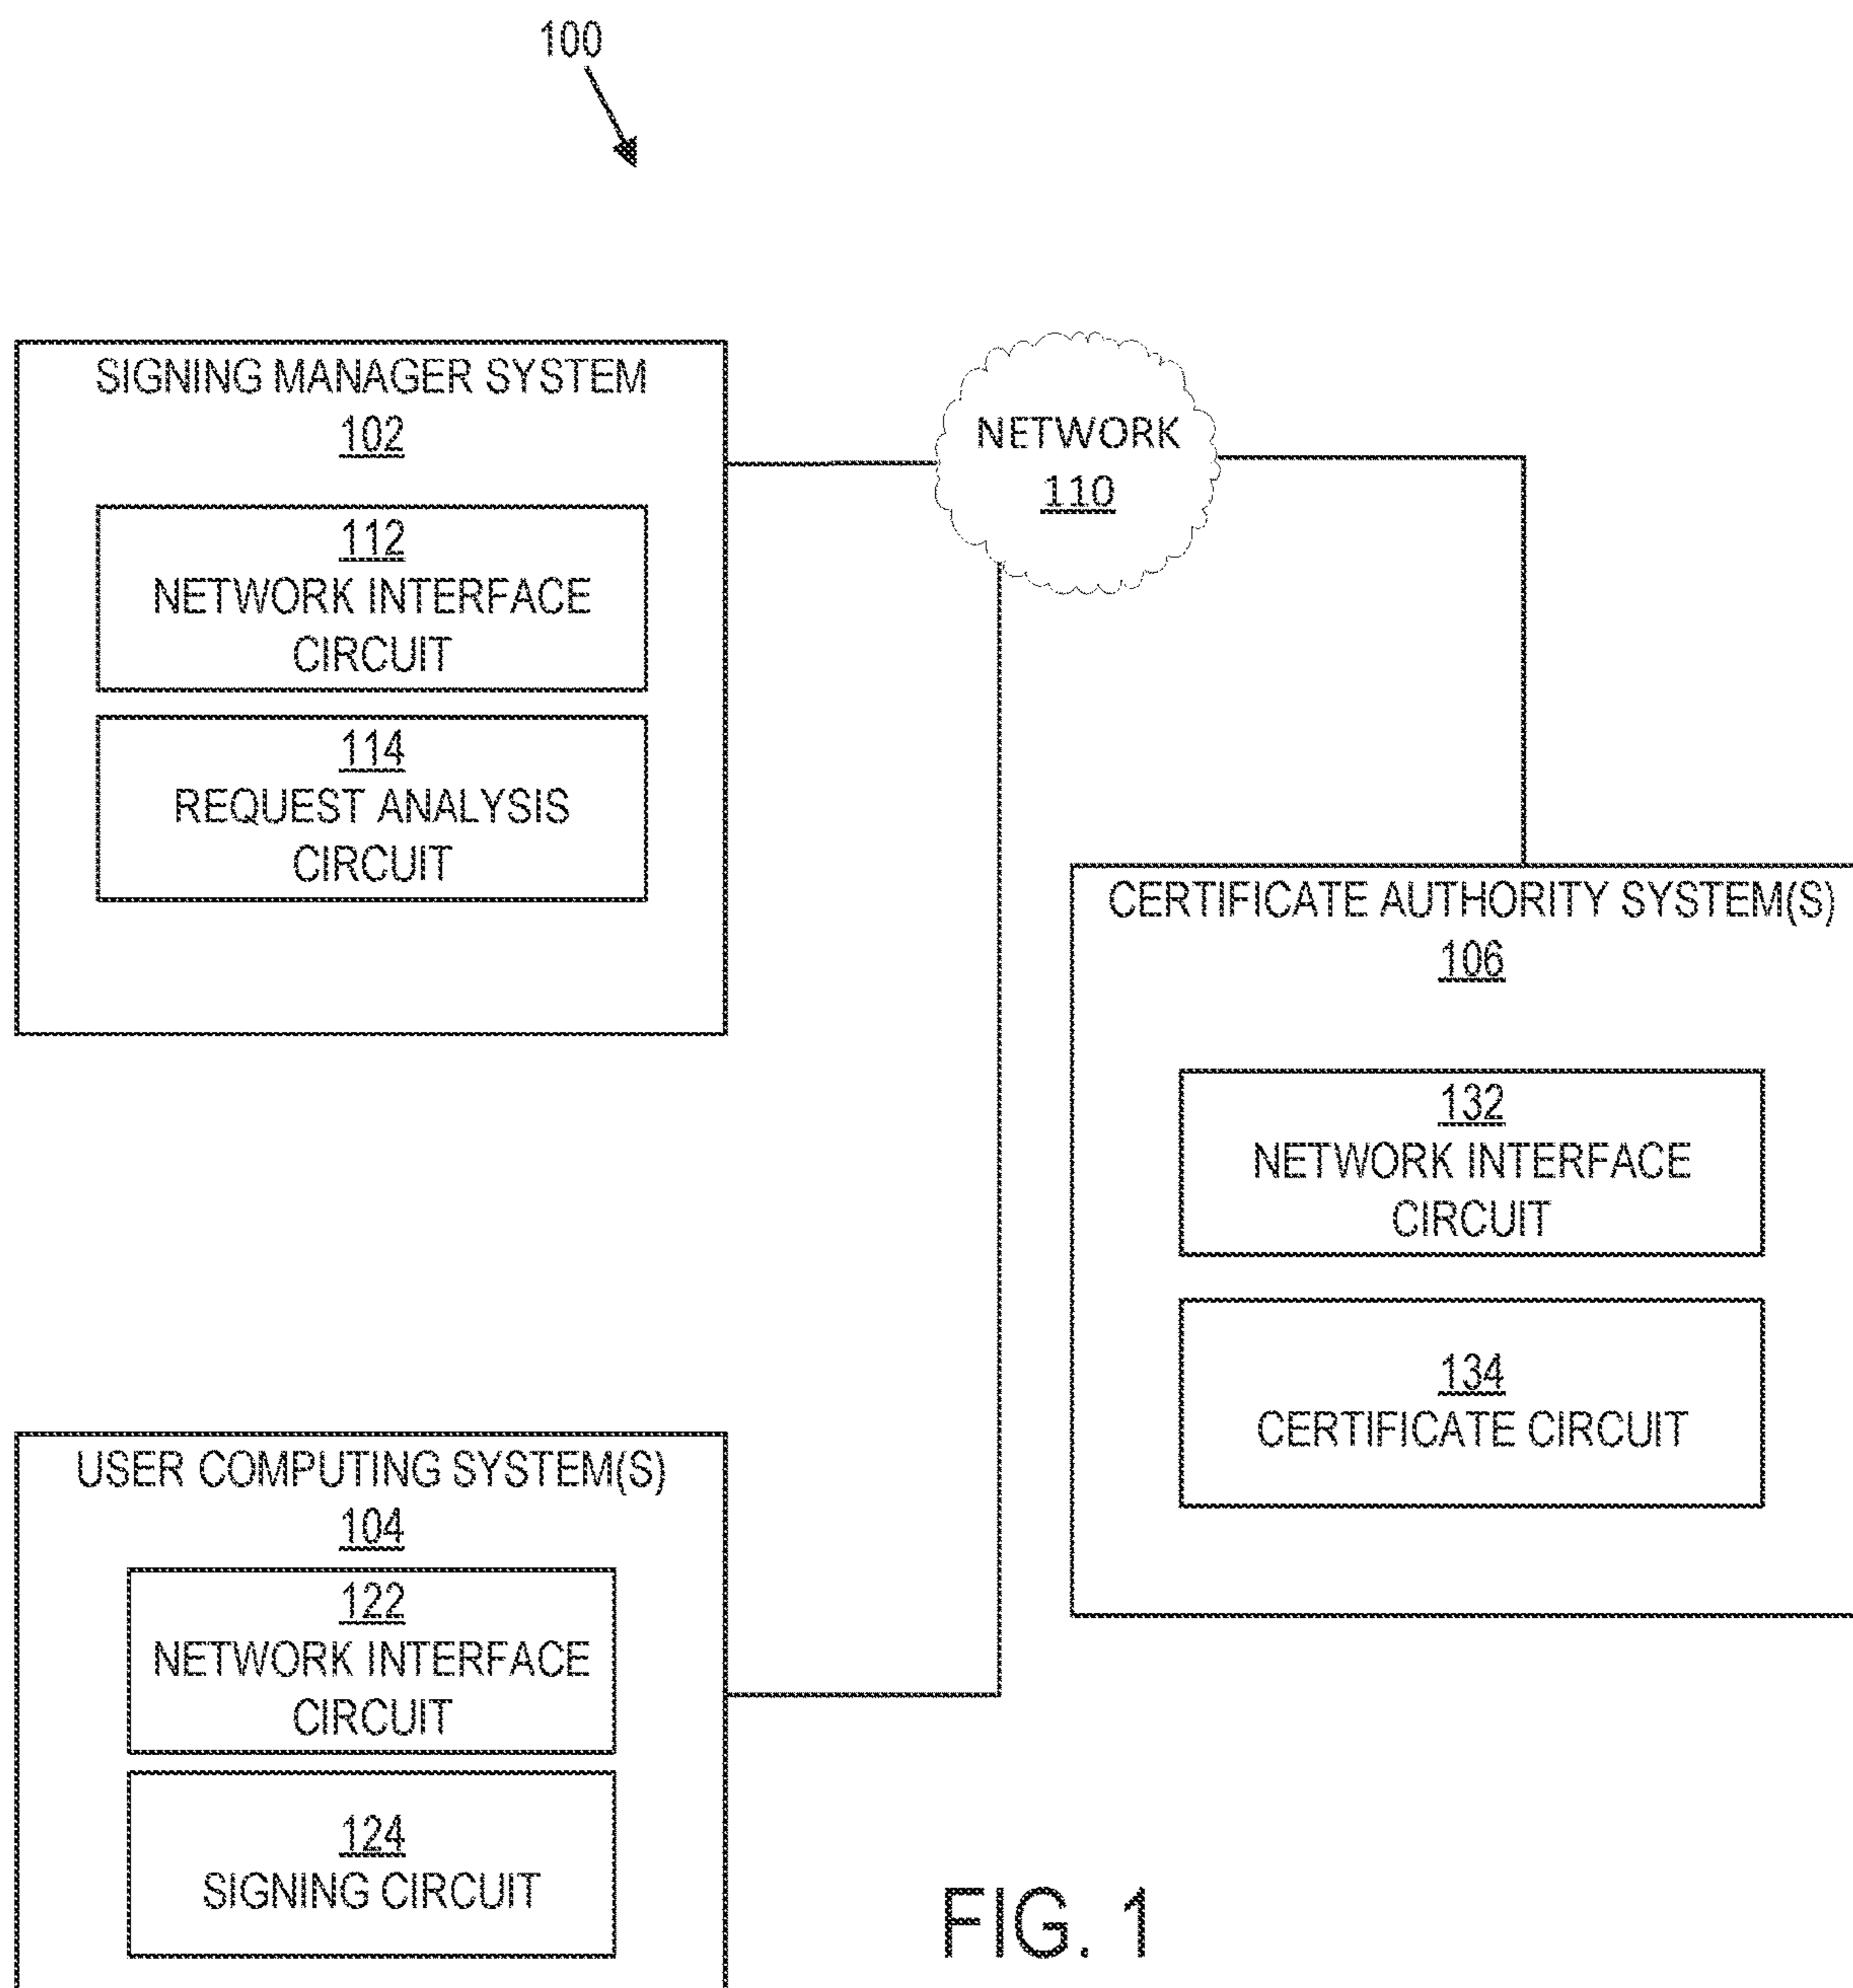 100
SIGNING MANAGER SYSTEM
102
112
NETWORK INTERFACE
CIRCUIT
114
REQUEST ANALYSIS
CIRCUIT
NETWORK
110
CERTIFICATE AUTHORITY SYSTEM(S)
106
132
NETWORK INTERFACE
CIRCUIT
134
CERTIFICATE CIRCUIT
USER COMPUTING SYSTEM(S)
104
122
NETWORK INTERFACE
CIRCUIT
124
SIGNING CIRCUIT
FIG. 1